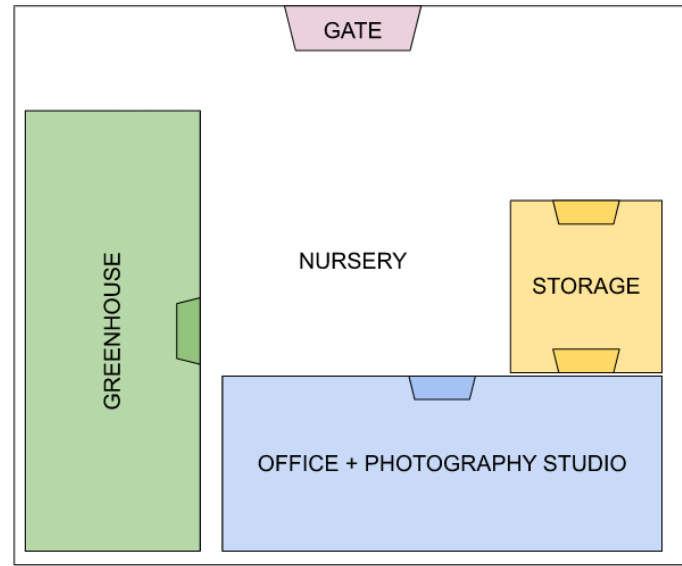 GATE
NURSERY
STORAGE
GREENHOUSE
OFFICE + PHOTOGRAPHY STUDIO